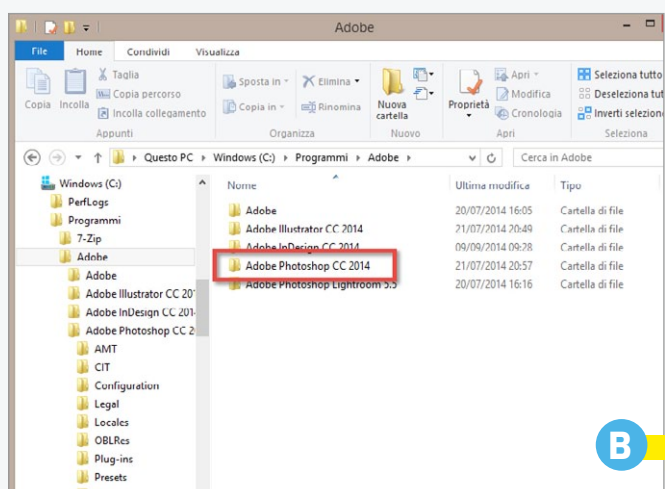 Adobe
File Home Condividi Visualizza
Copia Incolla Taglia Copia percorso Incolla collegamento
Appunti
Sposta in Elimina
Copia in Rinomina
Organizza
Nuova cartella
Nuovo
Proprietà Apri Modifica Cronologia
Apri
Seleziona tutto
Deseleziona tut
Inverti selezion
Seleziona
Questo PC Windows (C:) Programmi Adobe
Cerca in Adobe
Windows (C:)
PerfLogs
Programmi
7-Zip
Adobe
Adobe
Adobe Illustrator CC 20
Adobe InDesign CC 201
Adobe Photoshop CC 2
AMT
CIT
Configuration
Legal
Locales
OBLRes
Plug-ins
Presets
Nome Ultima modifica Tipo
Adobe 20/07/2014 16:05 Cartella di file
Adobe Illustrator CC 2014 21/07/2014 20:49 Cartella di file
Adobe InDesign CC 2014 09/09/2014 09:28 Cartella di file
Adobe Photoshop CC 2014 21/07/2014 20:57 Cartella di file
Adobe Photoshop Lightroom 5.5 20/07/2014 16:16 Cartella di file
B